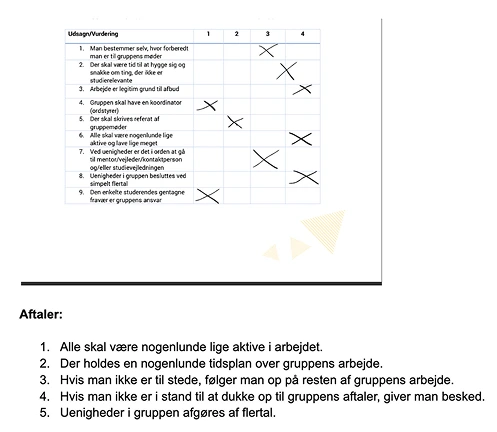 Udsagn/Vurdering 1 2 3 4
1. Man bestemmer selv, hvor forberedt
man er til gruppens møder
2. Der skal være tid til at hygge sig og
snakke om ting, der ikke er
studierelevante
3. Arbejde er legitim grund til afbud
4. Gruppen skal have en koordinator
(ordstyrer)
5. Der skal skrives referat af
gruppemøder
6. Alle skal være nogenlunde lige
aktive og lave lige meget
7. Ved uenigheder er det i orden at gå
til mentor/vejleder/kontaktperson
og/eller studievejledningen
8. Uenigheder i gruppen besluttes ved
simpelt flertal
9. Den enkelte studerendes gentagne
fravær er gruppens ansvar
Aftaler:
1. Alle skal være nogenlunde lige aktive i arbejdet.
2. Der holdes en nogenlunde tidsplan over gruppens arbejde.
3. Hvis man ikke er til stede, følger man op på resten af gruppens arbejde.
4. Hvis man ikke er i stand til at dukke op til gruppens aftaler, giver man besked.
5. Uenigheder i gruppen afgøres af flertal.